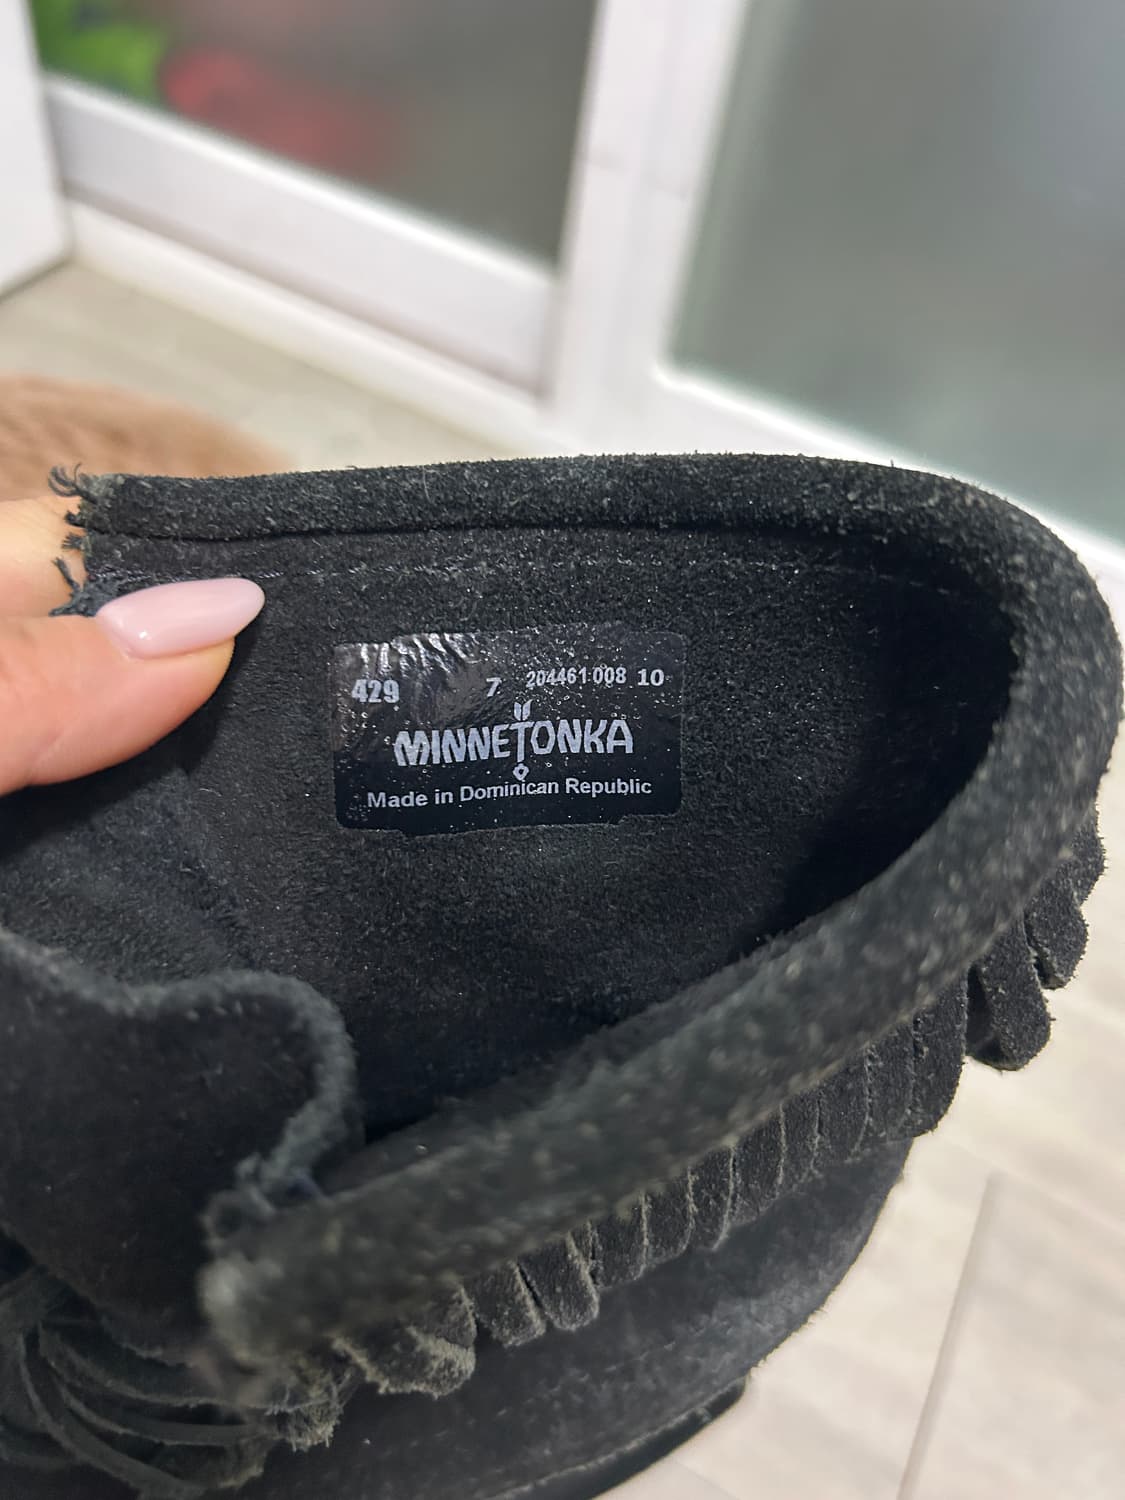 429 7 204461 008 10
MINNETONKA
Made in Dominican Republic